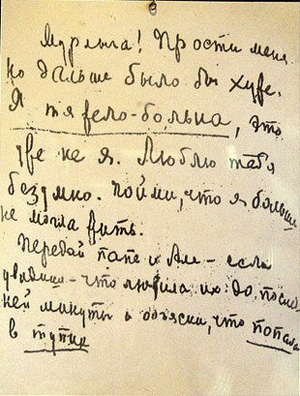 Мурлыга! Прости меня.
но дальше было бы хуже.
Я тяжело-больна, это
уже не я. Люблю тебя
безумно. Пойми, что я больше
не могла жить.
Передай папе и Але – если
увидишь – что любила их до послед-
ней минуты и объясни, что попала
в тупик